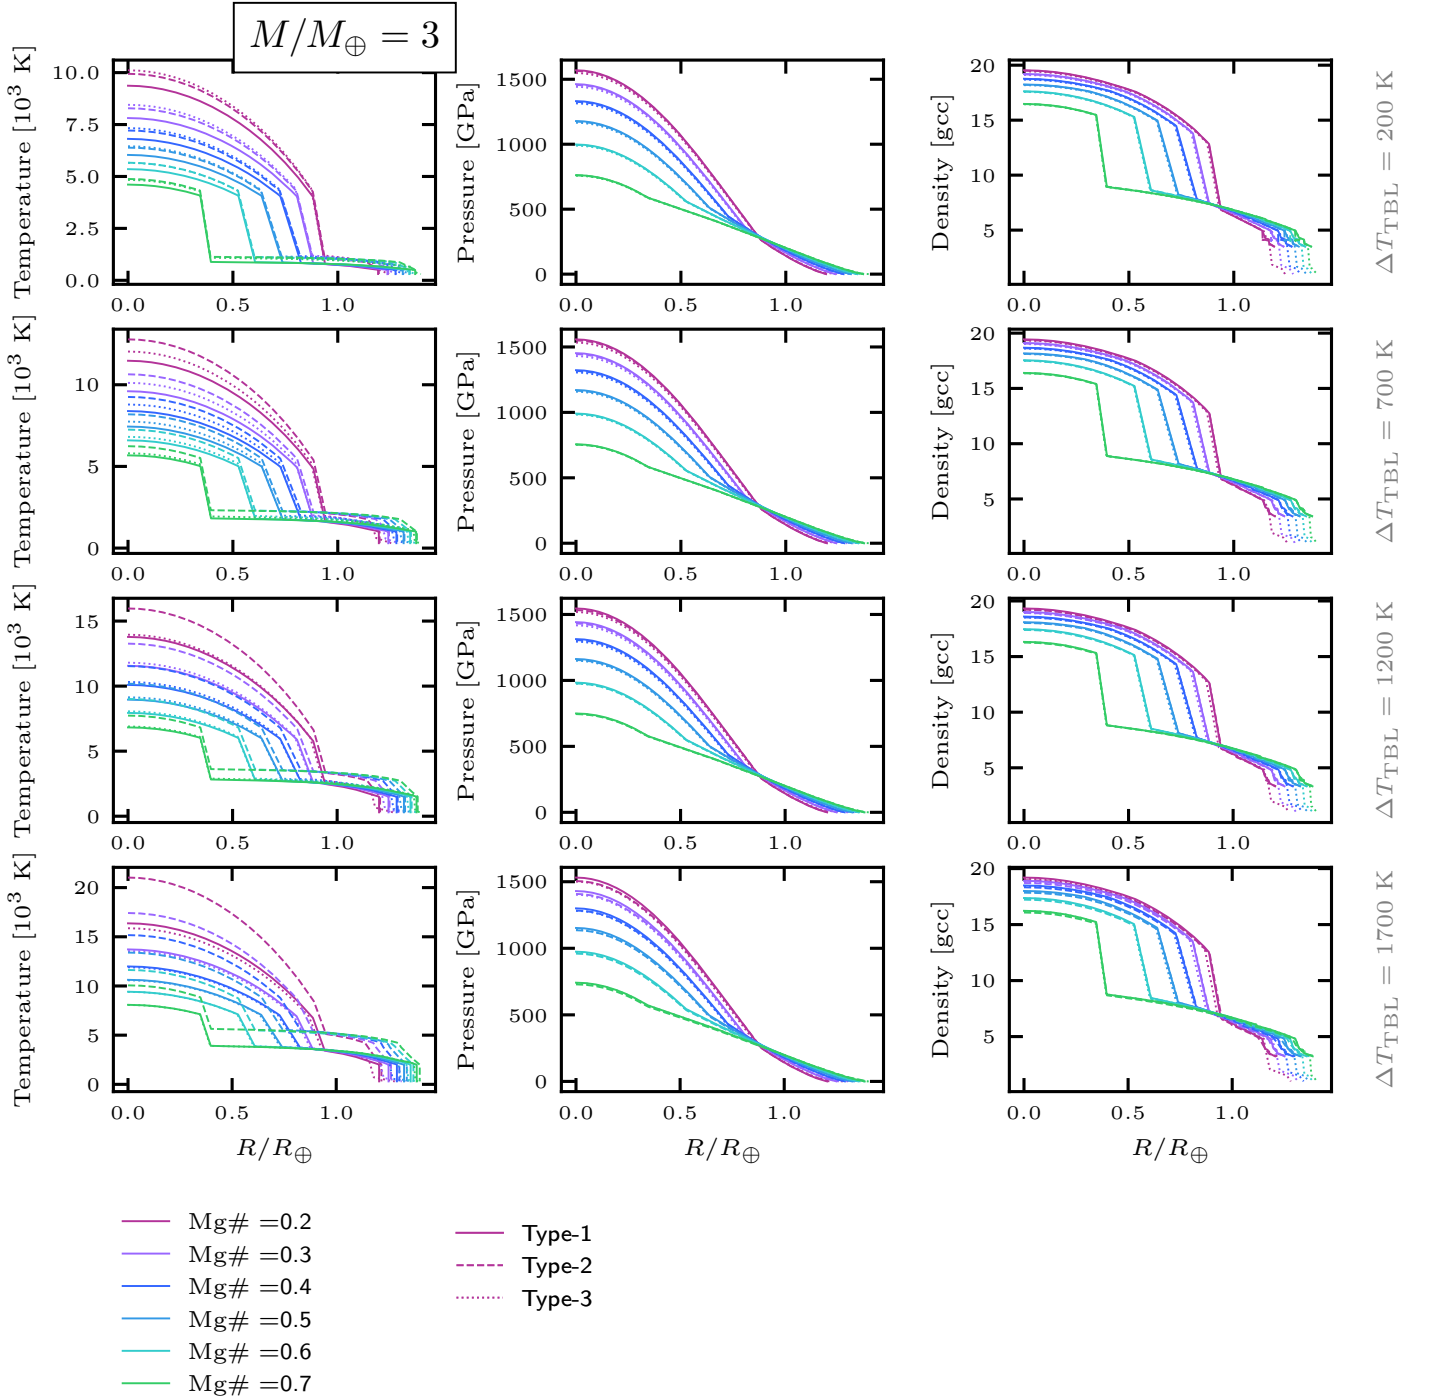 M/M⊕ = 3
Temperature [10³ K]
10.0
7.5
5.0
2.5
0.0
0.0 0.5 1.0
Pressure [GPa]
1500
1000
500
0
0.0 0.5 1.0
Density [gcc]
20
15
10
5
0.0 0.5 1.0
ΔT_TBL = 200 K
Temperature [10³ K]
10
5
0
0.0 0.5 1.0
Pressure [GPa]
1500
1000
500
0
0.0 0.5 1.0
Density [gcc]
20
15
10
5
0.0 0.5 1.0
ΔT_TBL = 700 K
Temperature [10³ K]
15
10
5
0
0.0 0.5 1.0
Pressure [GPa]
1500
1000
500
0
0.0 0.5 1.0
Density [gcc]
20
15
10
5
0.0 0.5 1.0
ΔT_TBL = 1200 K
Temperature [10³ K]
20
15
10
5
0
0.0 0.5 1.0
R/R⊕
Pressure [GPa]
1500
1000
500
0
0.0 0.5 1.0
R/R⊕
Density [gcc]
20
15
10
5
0.0 0.5 1.0
R/R⊕
ΔT_TBL = 1700 K
Mg# =0.2
Mg# =0.3
Mg# =0.4
Mg# =0.5
Mg# =0.6
Mg# =0.7
Type-1
Type-2
Type-3